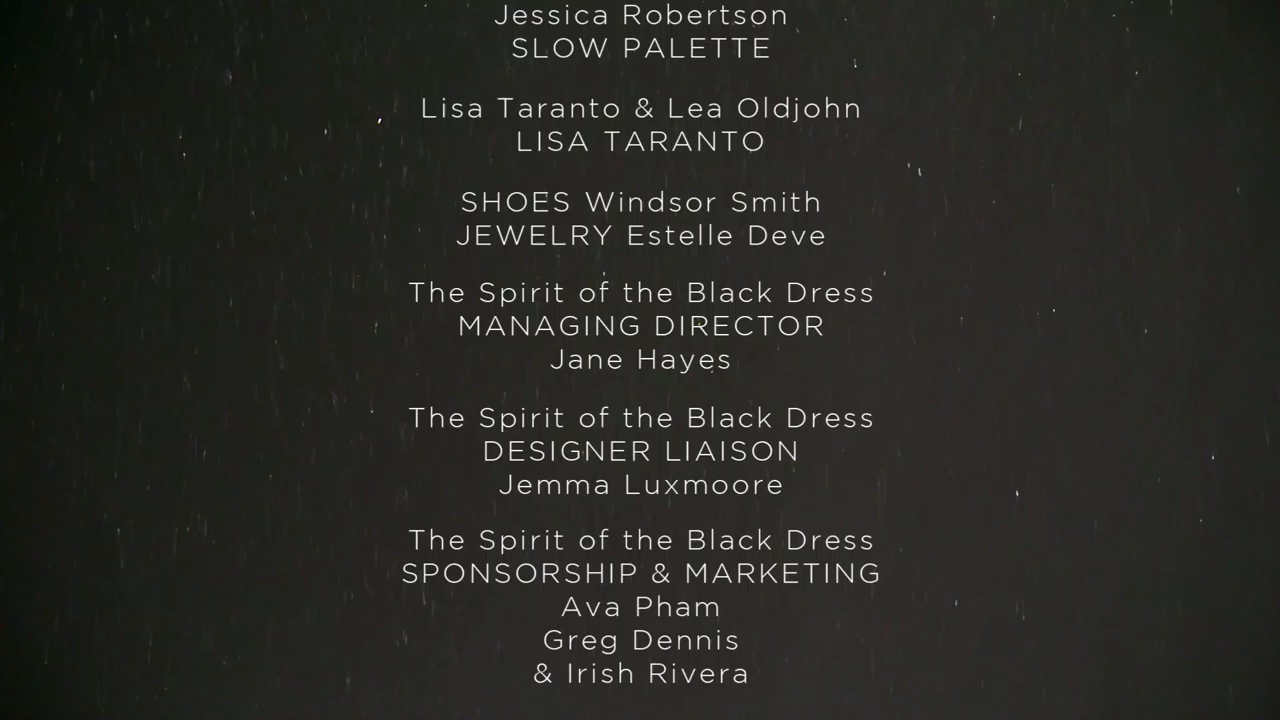 Jessica Robertson
SLOW PALETTE
Lisa Taranto & Lea Oldjohn
LISA TARANTO
SHOES Windsor Smith
JEWELRY Estelle Deve
The Spirit of the Black Dress
MANAGING DIRECTOR
Jane Hayes
The Spirit of the Black Dress
DESIGNER LIAISON
Jemma Luxmoore
The Spirit of the Black Dress
SPONSORSHIP & MARKETING
Ava Pham
Greg Dennis
& Irish Rivera